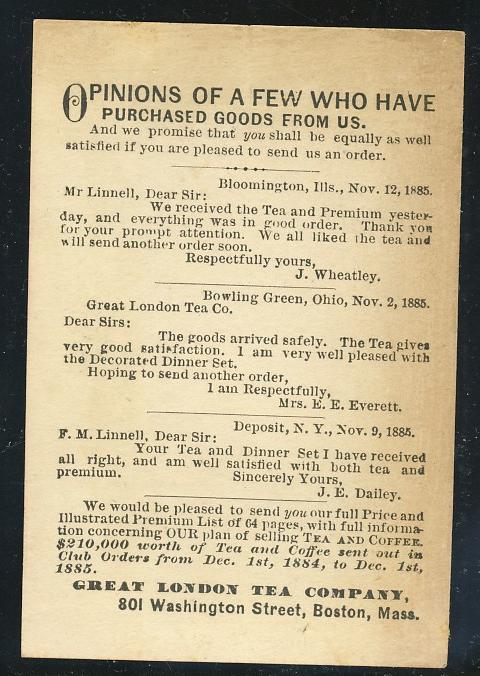 OPINIONS OF A FEW WHO HAVE
PURCHASED GOODS FROM US.
And we promise that you shall be equally as well
satisfied if you are pleased to send us an order.
Bloomington, Ills., Nov. 12, 1885.
Mr Linnell, Dear Sir:
We received the Tea and Premium yester-
day, and everything was in good order. Thank you
for your prompt attention. We all liked the tea and
will send another order soon.
Respectfully yours,
J. Wheatley.
Bowling Green, Ohio, Nov. 2, 1885.
Great London Tea Co.
Dear Sirs:
The goods arrived safely. The Tea gives
very good satisfaction. I am very well pleased with
the Decorated Dinner Set.
Hoping to send another order,
I am Respectfully,
Mrs. E. E. Everett.
Deposit, N. Y., Nov. 9, 1885.
F. M. Linnell, Dear Sir:
Your Tea and Dinner Set I have received
all right, and am well satisfied with both tea and
premium. Sincerely Yours,
J. E. Dailey.
We would be pleased to send you our full Price and
Illustrated Premium List of 64 pages, with full informa-
tion concerning OUR plan of selling TEA AND COFFEE.
$210,000 worth of Tea and Coffee sent out in
Club Orders from Dec. 1st, 1884, to Dec. 1st,
1885.
GREAT LONDON TEA COMPANY,
801 Washington Street, Boston, Mass.